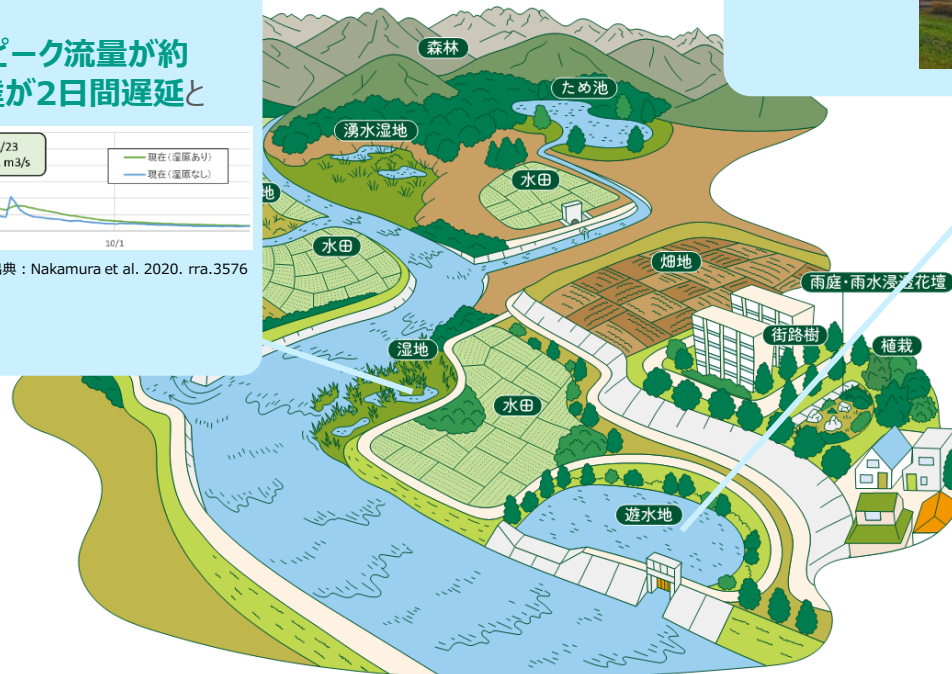 ピーク流量が約
達が2日間遅延と
/23
m3/s
現在(湿原あり)
現在(湿原なし)
10/1
出典：Nakamura et al. 2020. rra.3576
森林
ため池
湧水湿地
水田
地
水田
畑地
雨庭・雨水浸透花壇
街路樹
植栽
湿地
水田
遊水地